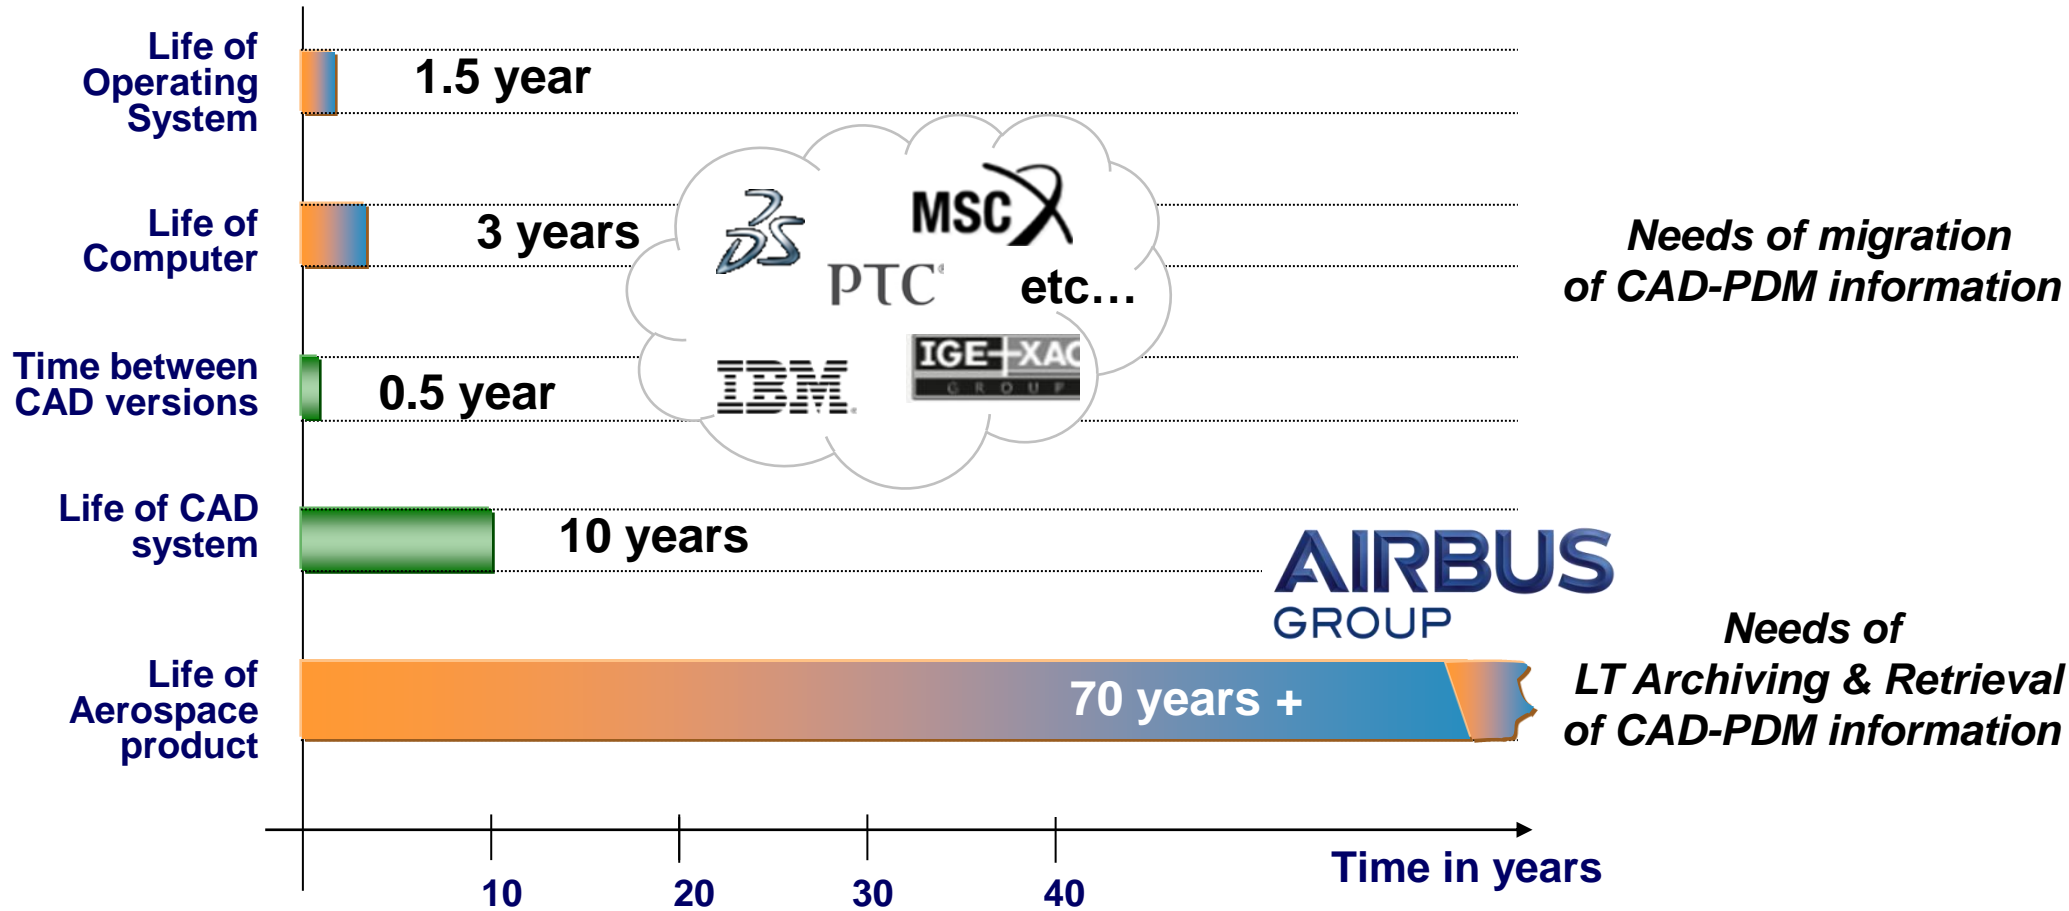 Life of
Operating
System
1.5 year
Life of
Computer
3 years
MSC
PTC
etc…
Needs of migration
of CAD-PDM information
Time between
CAD versions
0.5 year
IBM
IGE+XAO
GROUP
Life of CAD
system
10 years
AIRBUS
GROUP
Life of
Aerospace
product
70 years +
Needs of
LT Archiving & Retrieval
of CAD-PDM information
10
20
30
40
Time in years